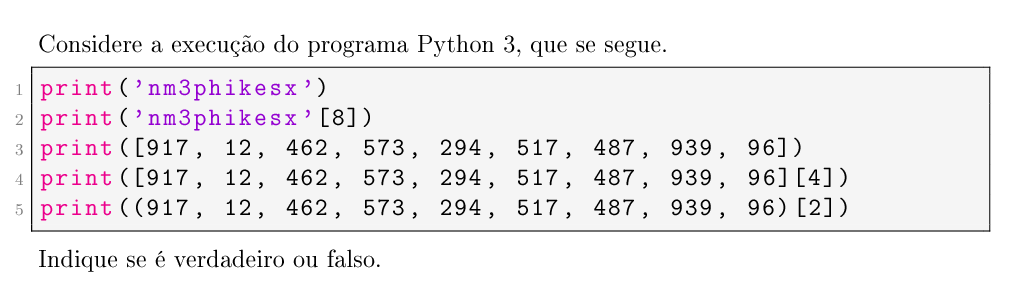 Considere a execução do programa Python 3, que se segue.
1 print('nm3phikesx')
2 print('nm3phikesx'[8])
3 print([917, 12, 462, 573, 294, 517, 487, 939, 96])
4 print([917, 12, 462, 573, 294, 517, 487, 939, 96][4])
5 print((917, 12, 462, 573, 294, 517, 487, 939, 96)[2])
Indique se é verdadeiro ou falso.